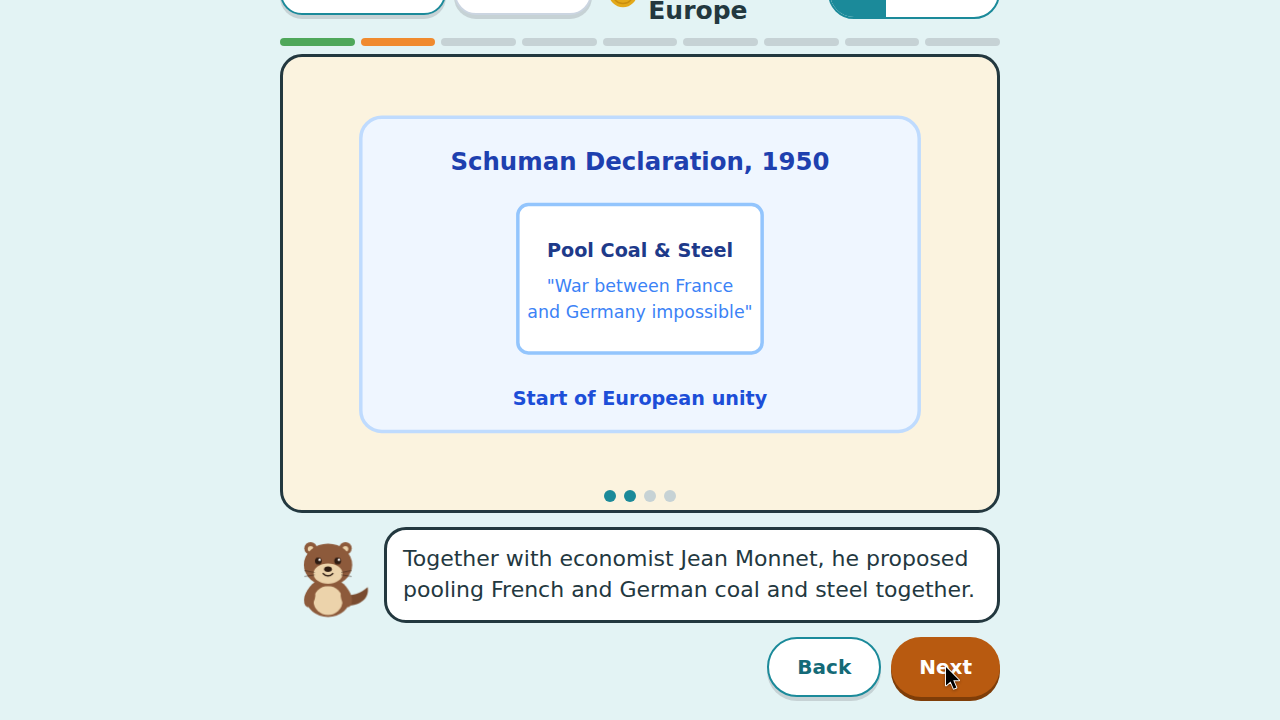 Europe
Schuman Declaration, 1950
Pool Coal & Steel
"War between France
and Germany impossible"
Start of European unity
Together with economist Jean Monnet, he proposed
pooling French and German coal and steel together.
Back
Next